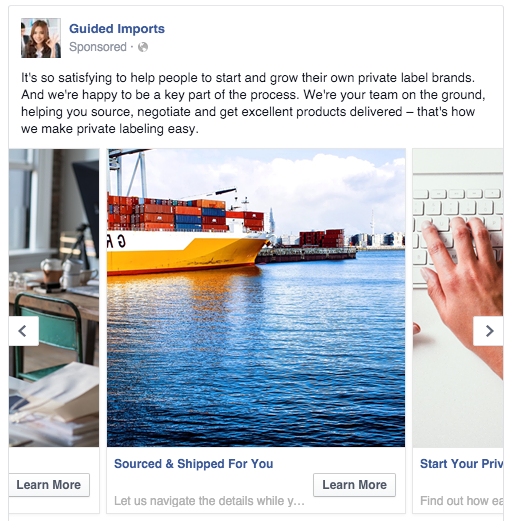 Guided Imports
Sponsored ·
It's so satisfying to help people to start and grow their own private label brands.
And we're happy to be a key part of the process. We're your team on the ground,
helping you source, negotiate and get excellent products delivered – that's how
we make private labeling easy.
G R
Learn More
Sourced & Shipped For You
Let us navigate the details while y...
Learn More
Start Your Priv
Find out how ea